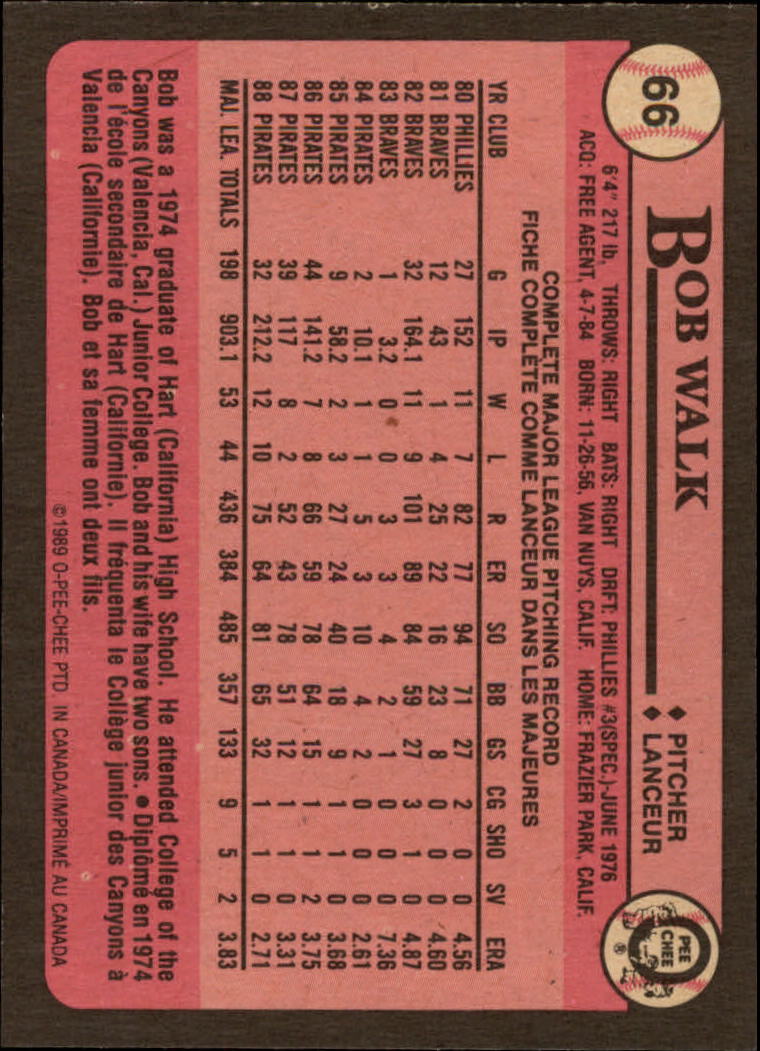 66
BOB WALK
♦ PITCHER
♦ LANCEUR
O PEE CHEE ®
6'4" 217 lb. THROWS: RIGHT BATS: RIGHT DRFT: PHILLIES #3(SPEC.)-JUNE 1976
ACQ: FREE AGENT, 4-7-84 BORN: 11-26-56, VAN NUYS, CALIF. HOME: FRAZIER PARK, CALIF.
COMPLETE MAJOR LEAGUE PITCHING RECORD
FICHE COMPLÈTE COMME LANCEUR DANS LES MAJEURES
YR CLUB G IP W L R ER SO BB GS CG SHO SV ERA
80 PHILLIES 27 152 11 7 82 77 94 71 27 2 0 0 4.56
81 BRAVES 12 43 1 4 25 22 16 23 8 0 0 0 4.60
82 BRAVES 32 164.1 11 9 101 89 84 59 27 3 1 0 4.87
83 BRAVES 1 3.2 0 0 3 3 4 2 1 0 0 0 7.36
84 PIRATES 2 10.1 1 1 5 3 10 4 2 0 0 0 2.61
85 PIRATES 9 58.2 2 3 27 24 40 18 9 1 1 0 3.68
86 PIRATES 44 141.2 7 8 66 59 78 64 15 1 1 2 3.75
87 PIRATES 39 117 8 2 52 43 78 51 12 1 1 0 3.31
88 PIRATES 32 212.2 12 10 75 64 81 65 32 1 1 0 2.71
MAJ. LEA. TOTALS 198 903.1 53 44 436 384 485 357 133 9 5 2 3.83
Bob was a 1974 graduate of Hart (California) High School. He attended College of the
Canyons (Valencia, Cal.) Junior College. Bob and his wife have two sons. ● Diplômé en 1974
de l'école secondaire de Hart (Californie). Il fréquenta le Collège junior des Canyons à
Valencia (Californie). Bob et sa femme ont deux fils.
©1989 O-PEE-CHEE PTD. IN CANADA/IMPRIMÉ AU CANADA